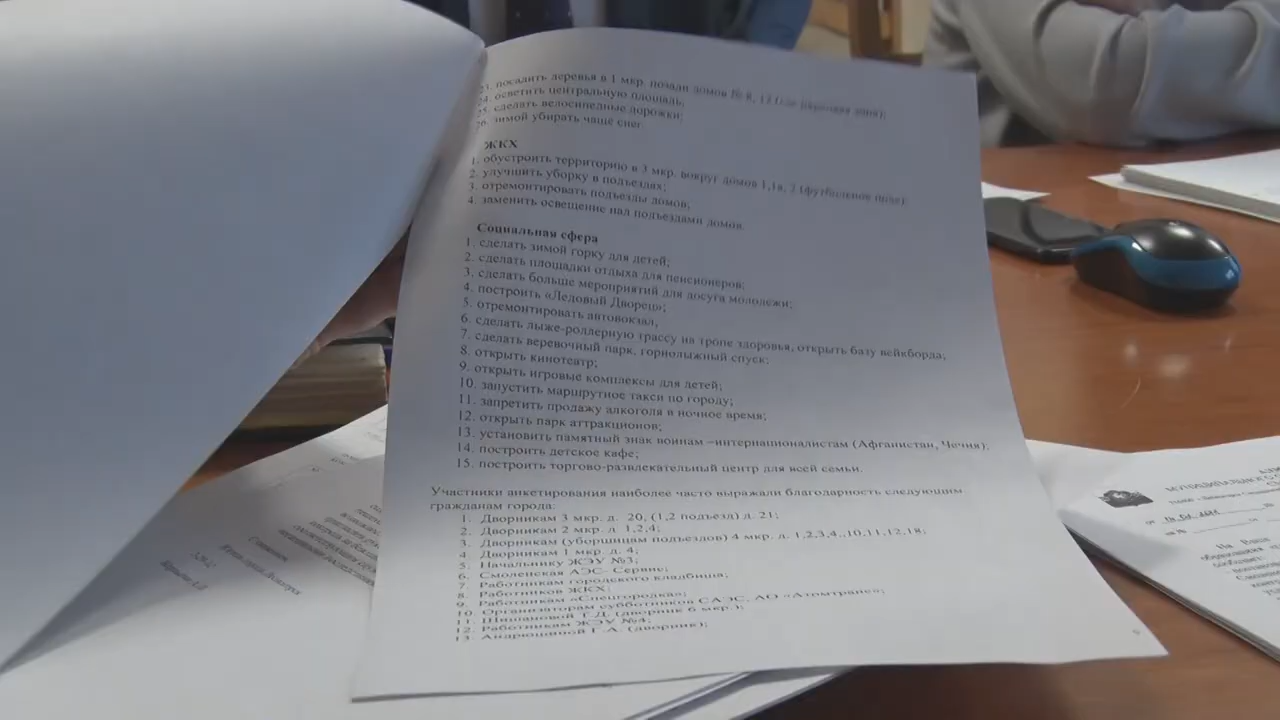 23. посадить деревья в 1 мкр. позади домов № 8, 12
24. осветить центральную площадь;
25. сделать велосипедные дорожки;
26. зимой убирать чаще снег.
ЖКХ
1. обустроить территорию в 3 мкр. вокруг домов 1,1а, 2 (футбольное поле);
2. улучшить уборку в подъездах;
3. отремонтировать подъезды домов;
4. заменить освещение над подъездами домов.
Социальная сфера
1. сделать зимой горку для детей;
2. сделать площадки отдыха для пенсионеров;
3. сделать больше мероприятий для досуга молодежи;
4. построить «Ледовый Дворец»;
5. отремонтировать автовокзал,
6. сделать лыже-роллерную трассу на тропе здоровья, открыть базу вейкборда;
7. сделать веревочный парк, горнолыжный спуск;
8. открыть кинотеатр;
9. открыть игровые комплексы для детей;
10. запустить маршрутное такси по городу;
11. запретить продажу алкоголя в ночное время;
12. открыть парк аттракционов;
13. установить памятный знак воинам –интернационалистам (Афганистан, Чечня);
14. построить детское кафе;
15. построить торгово-развлекательный центр для всей семьи.
Участники анкетирования наиболее часто выражали благодарность следующим
гражданам города:
1. Дворникам 3 мкр. д. 20, (1,2 подъезд) д. 21;
2. Дворникам 2 мкр. д. 1,2,4;
3. Дворникам (уборщицам подъездов) 4 мкр. д. 1,2,3,4,,10,11,12,18;
4. Дворникам 1 мкр. д. 4;
5. Начальнику ЖЭУ №3;
6. Смоленская АЭС- Сервис;
7. Работникам городского кладбища;
8. Работников ЖКХ;
9. Работникам «Спецгородка»;
10. Организаторам субботников САЭС, АО «Атомтранс»;
11. Шишановой Т.Д. (дворник 6 мкр.);
12. Работникам ЖЭУ №4;
13. Андрюшиной Г.А. (дворник);